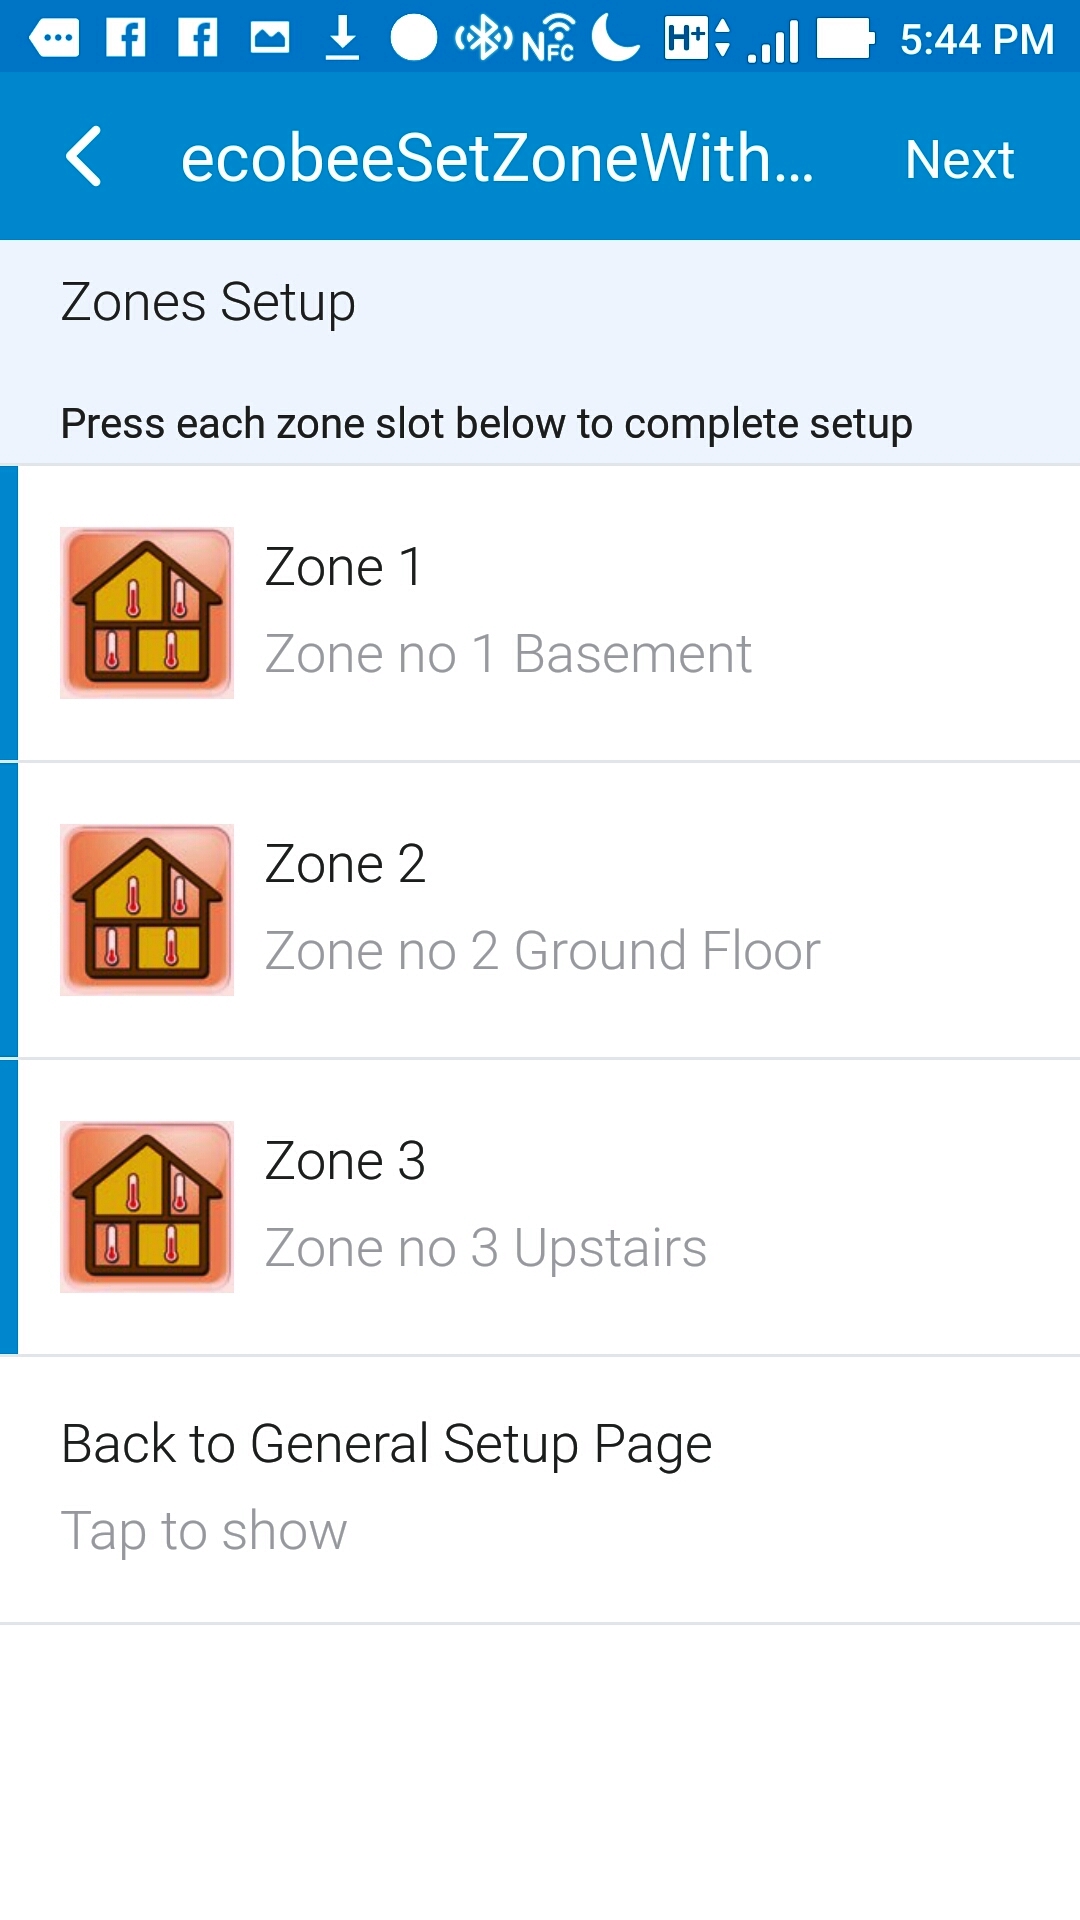 NFC H+ 5:44 PM
ecobeeSetZoneWith... Next
Zones Setup
Press each zone slot below to complete setup
Zone 1
Zone no 1 Basement
Zone 2
Zone no 2 Ground Floor
Zone 3
Zone no 3 Upstairs
Back to General Setup Page
Tap to show